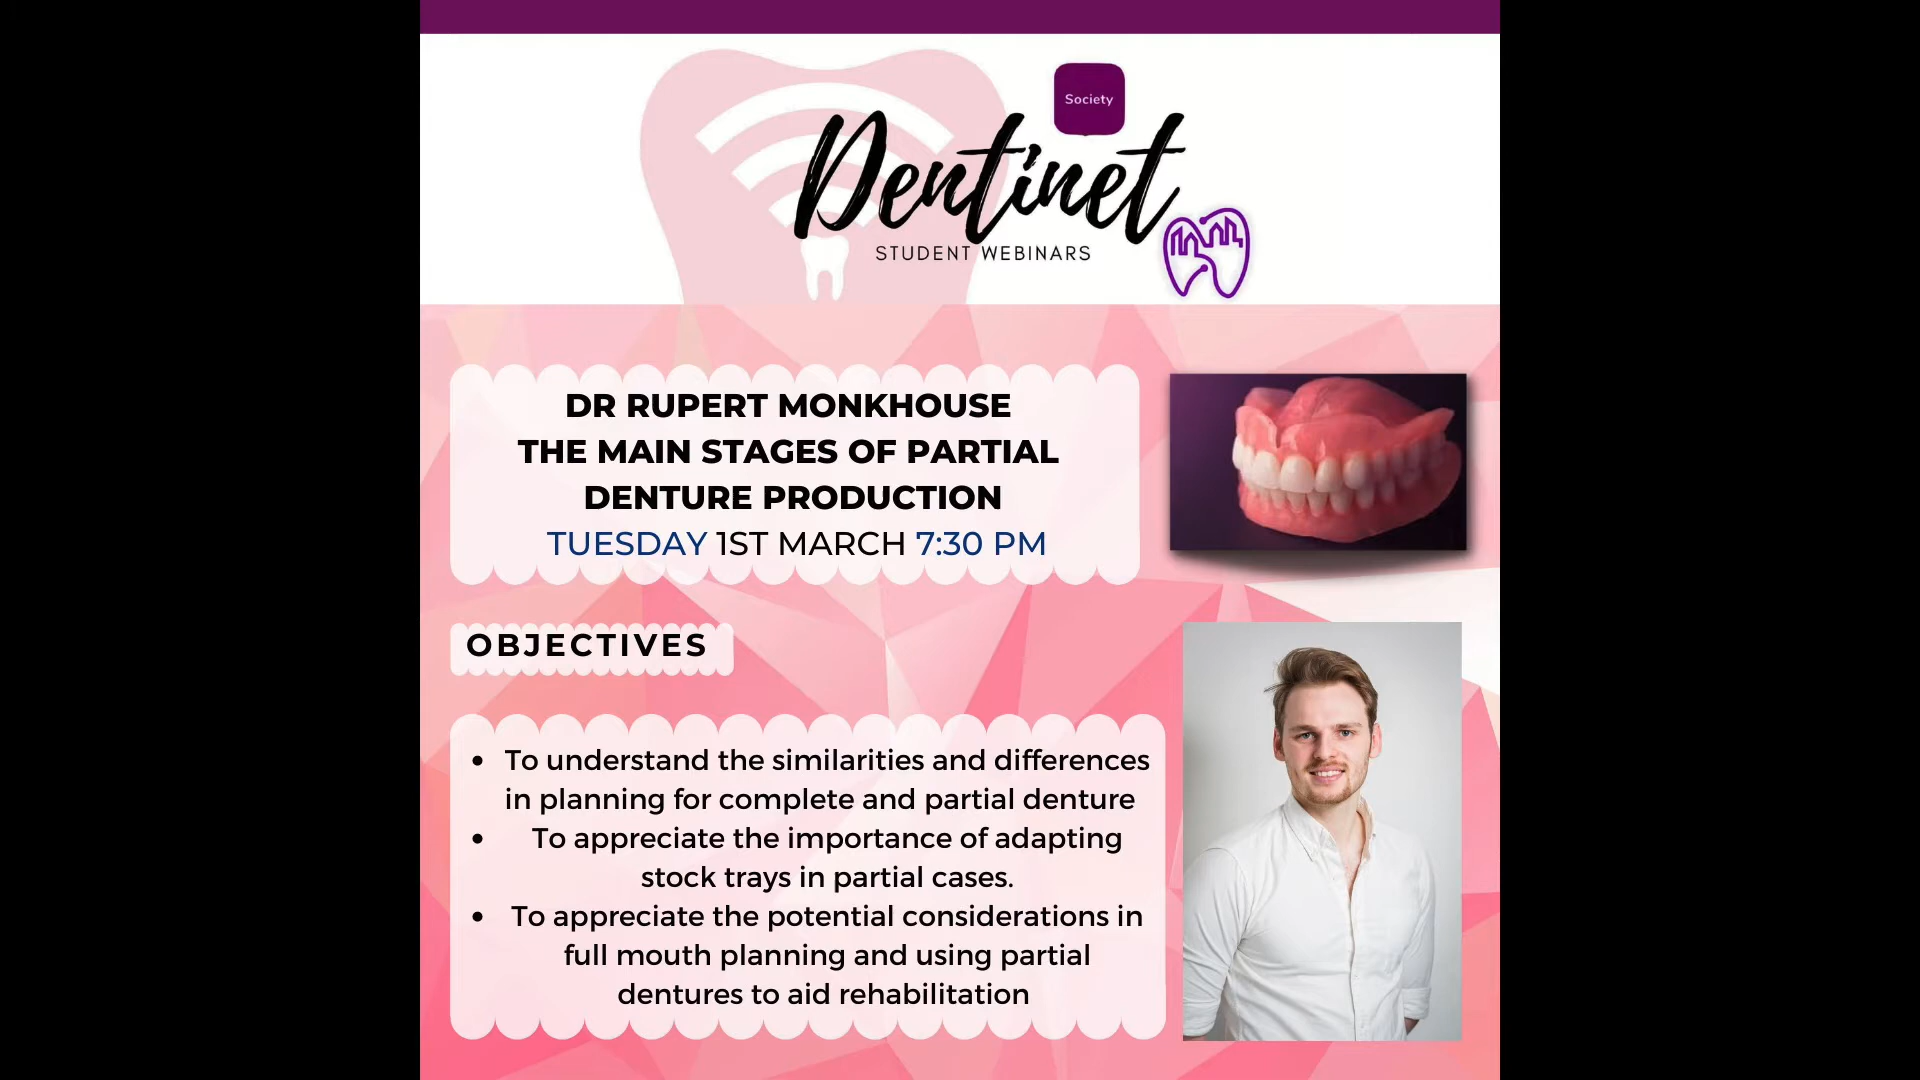 Society
Dentinet
STUDENT WEBINARS
DR RUPERT MONKHOUSE
THE MAIN STAGES OF PARTIAL
DENTURE PRODUCTION
TUESDAY 1ST MARCH 7:30 PM
OBJECTIVES
• To understand the similarities and differences
in planning for complete and partial denture
• To appreciate the importance of adapting
stock trays in partial cases.
• To appreciate the potential considerations in
full mouth planning and using partial
dentures to aid rehabilitation